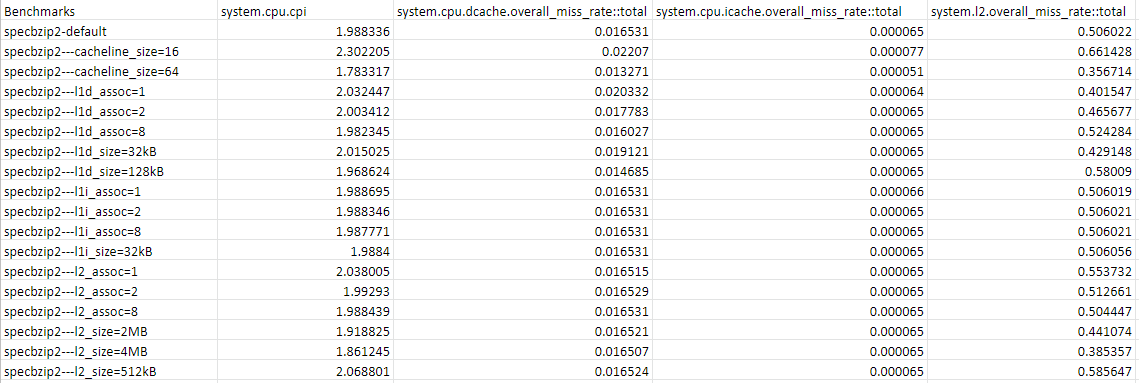 Benchmarks system.cpu.cpi system.cpu.dcache.overall_miss_rate::total system.cpu.icache.overall_miss_rate::total system.l2.overall_miss_rate::total
specbzip2-default 1.988336 0.016531 0.000065 0.506022
specbzip2---cacheline_size=16 2.302205 0.02207 0.000077 0.661428
specbzip2---cacheline_size=64 1.783317 0.013271 0.000051 0.356714
specbzip2---l1d_assoc=1 2.032447 0.020332 0.000064 0.401547
specbzip2---l1d_assoc=2 2.003412 0.017783 0.000065 0.465677
specbzip2---l1d_assoc=8 1.982345 0.016027 0.000065 0.524284
specbzip2---l1d_size=32kB 2.015025 0.019121 0.000065 0.429148
specbzip2---l1d_size=128kB 1.968624 0.014685 0.000065 0.58009
specbzip2---l1i_assoc=1 1.988695 0.016531 0.000066 0.506019
specbzip2---l1i_assoc=2 1.988346 0.016531 0.000065 0.506021
specbzip2---l1i_assoc=8 1.987771 0.016531 0.000065 0.506021
specbzip2---l1i_size=32kB 1.9884 0.016531 0.000065 0.506056
specbzip2---l2_assoc=1 2.038005 0.016515 0.000065 0.553732
specbzip2---l2_assoc=2 1.99293 0.016529 0.000065 0.512661
specbzip2---l2_assoc=8 1.988439 0.016531 0.000065 0.504447
specbzip2---l2_size=2MB 1.918825 0.016521 0.000065 0.441074
specbzip2---l2_size=4MB 1.861245 0.016507 0.000065 0.385357
specbzip2---l2_size=512kB 2.068801 0.016524 0.000065 0.585647